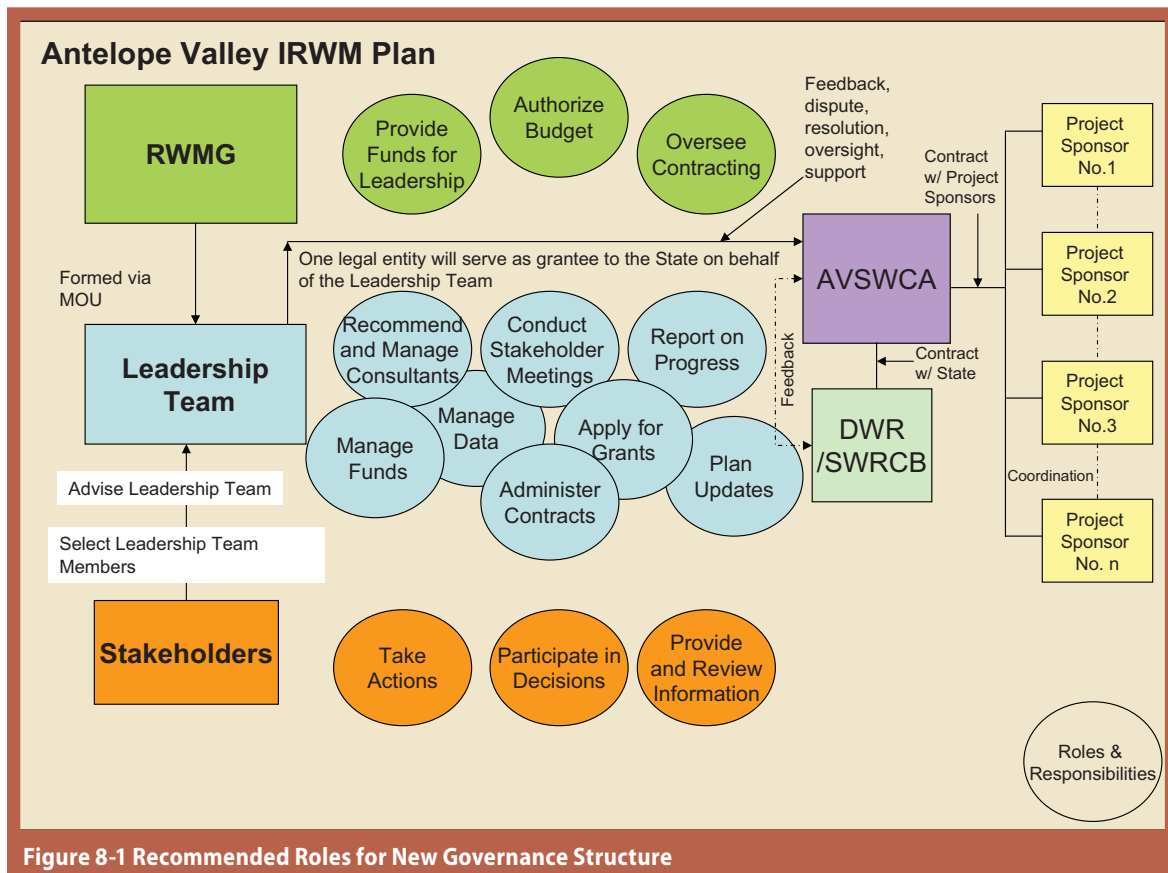 Antelope Valley IRWM Plan
RWMG
Provide
Funds for
Leadership
Authorize
Budget
Oversee
Contracting
Feedback,
dispute,
resolution,
oversight,
support
Contract
w/ Project
Sponsors
Project
Sponsor
No.1
Project
Sponsor
No.2
Project
Sponsor
No.3
Coordination
Project
Sponsor
No. n
Formed via
MOU
One legal entity will serve as grantee to the State on behalf
of the Leadership Team
AVSWCA
Contract
w/ State
Feedback
DWR
/SWRCB
Leadership
Team
Recommend
and Manage
Consultants
Conduct
Stakeholder
Meetings
Report on
Progress
Manage
Funds
Manage
Data
Apply for
Grants
Administer
Contracts
Plan
Updates
Advise Leadership Team
Select Leadership Team
Members
Stakeholders
Take
Actions
Participate in
Decisions
Provide
and Review
Information
Roles &
Responsibilities
Figure 8-1 Recommended Roles for New Governance Structure